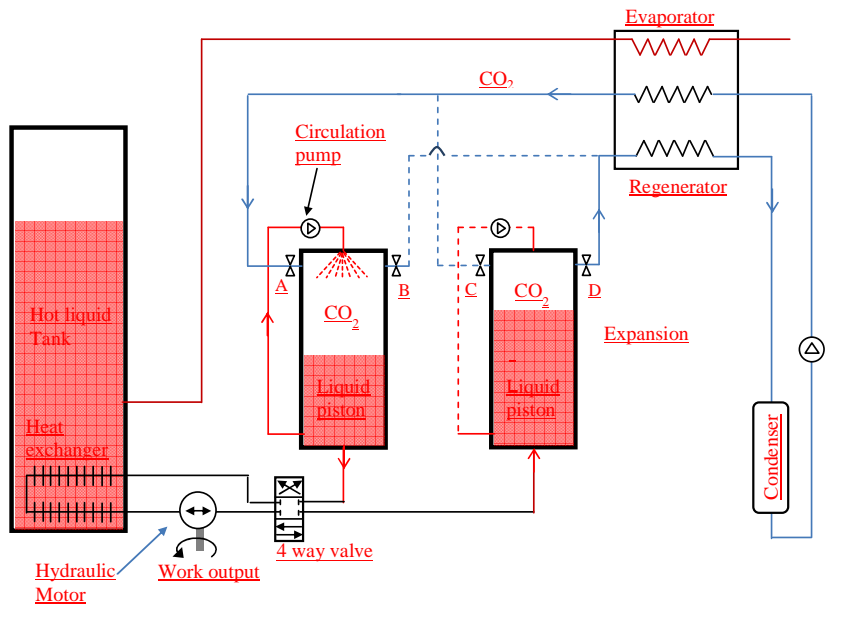 Evaporator
CO2
Circulation
pump
Regenerator
A
B
C
D
CO2
CO2
Hot liquid
Tank
Expansion
Liquid
piston
Liquid
piston
Heat
exchanger
Condenser
4 way valve
Hydraulic
Motor
Work output